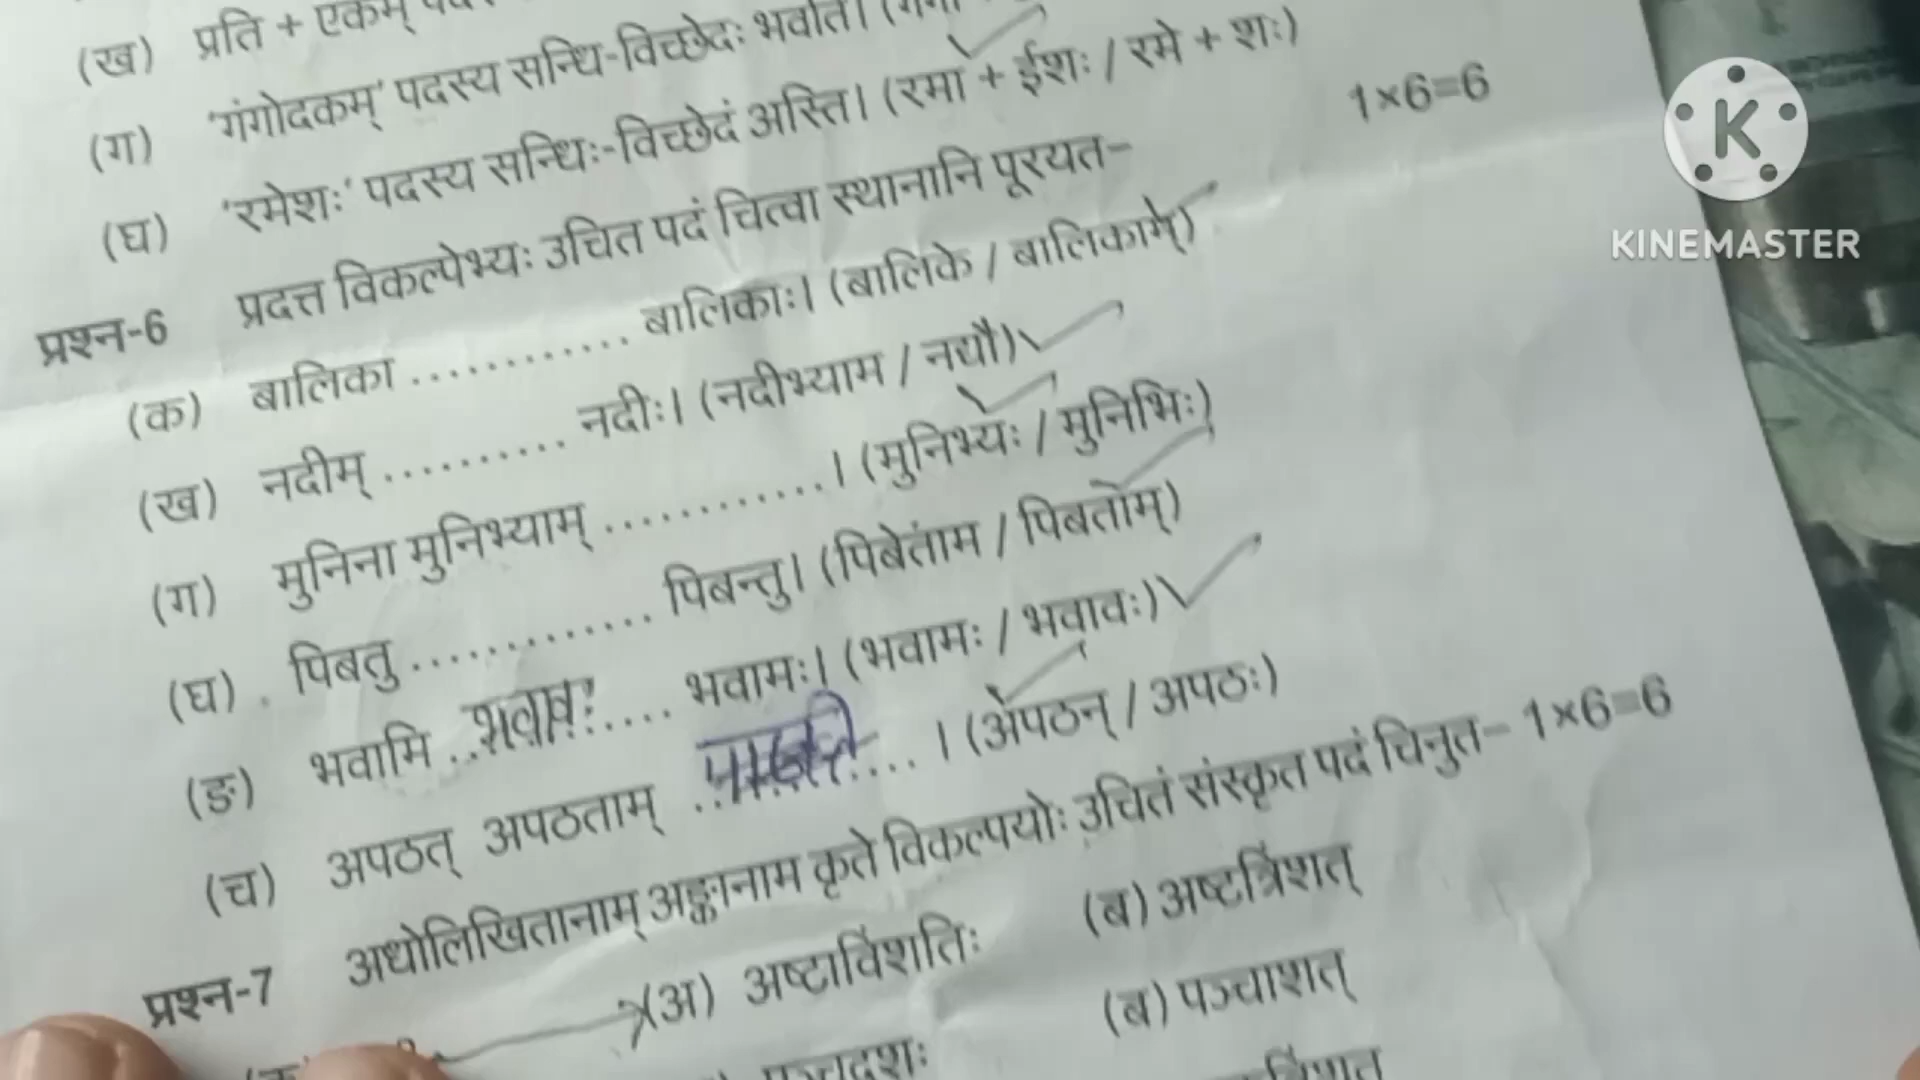 (ख) प्रति + एकम्
(ग) 'गंगोदकम्' पदस्य सन्धि-विच्छेदः भवति। (गंगा
(घ) 'रमेशः' पदस्य सन्धिः-विच्छेदं अस्ति। (रमा + ईशः / रमे + शः)
प्रश्न-6 प्रदत्त विकल्पेभ्यः उचित पदं चित्वा स्थानानि पूरयत- 1×6=6
(क) बालिका ............ बालिकाः। (बालिके / बालिकाम्)
(ख) नदीम् .......... नदीः। (नदीभ्याम / नद्यौ)
(ग) मुनिना मुनिभ्याम् ............। (मुनिभ्यः / मुनिभिः)
(घ) पिबतु ............. पिबन्तु। (पिबेतांम / पिबताम्)
(ङ) भवामि ..भवावः.... भवामः। (भवामः / भवावः)
(च) अपठत् अपठताम् .......... । (अपठन् / अपठः)
प्रश्न-7 अधोलिखितानाम् अङ्कानाम कृते विकल्पयोः उचितं संस्कृत पदं चिनुत- 1×6=6
(अ) अष्टाविंशतिः (ब) अष्टत्रिंशत्
(ब) पञ्चाशत्
K
KINEMASTER